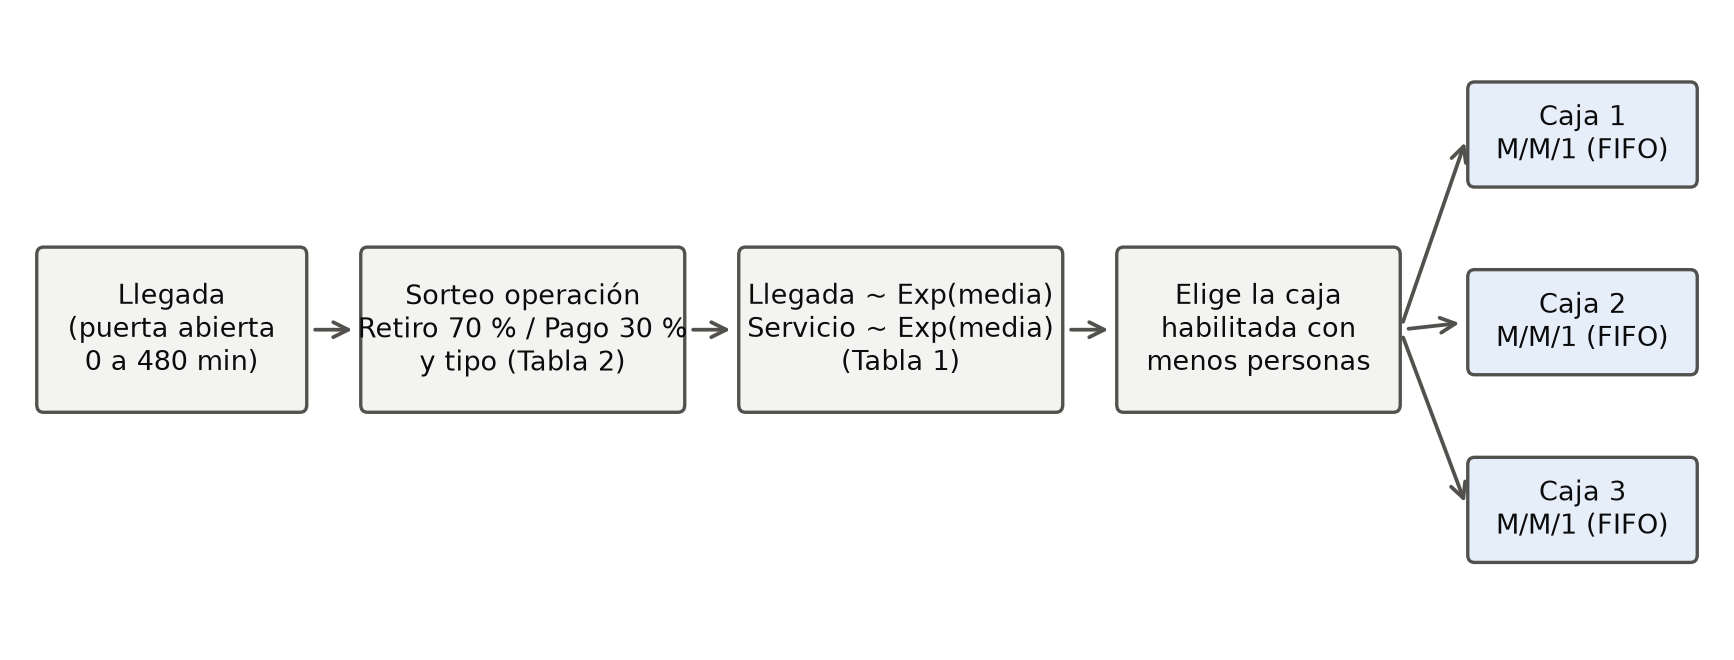 Llegada
(puerta abierta
0 a 480 min)
Sorteo operación
Retiro 70 % / Pago 30 %
y tipo (Tabla 2)
Llegada ~ Exp(media)
Servicio ~ Exp(media)
(Tabla 1)
Elige la caja
habilitada con
menos personas
Caja 1
M/M/1 (FIFO)
Caja 2
M/M/1 (FIFO)
Caja 3
M/M/1 (FIFO)